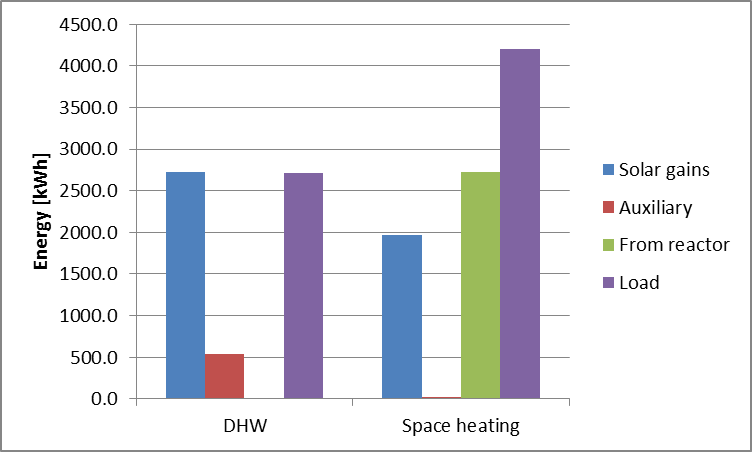 4500.0
4000.0
3500.0
3000.0
2500.0
2000.0
1500.0
1000.0
500.0
0.0
Energy [kWh]
DHW
Space heating
Solar gains
Auxiliary
From reactor
Load